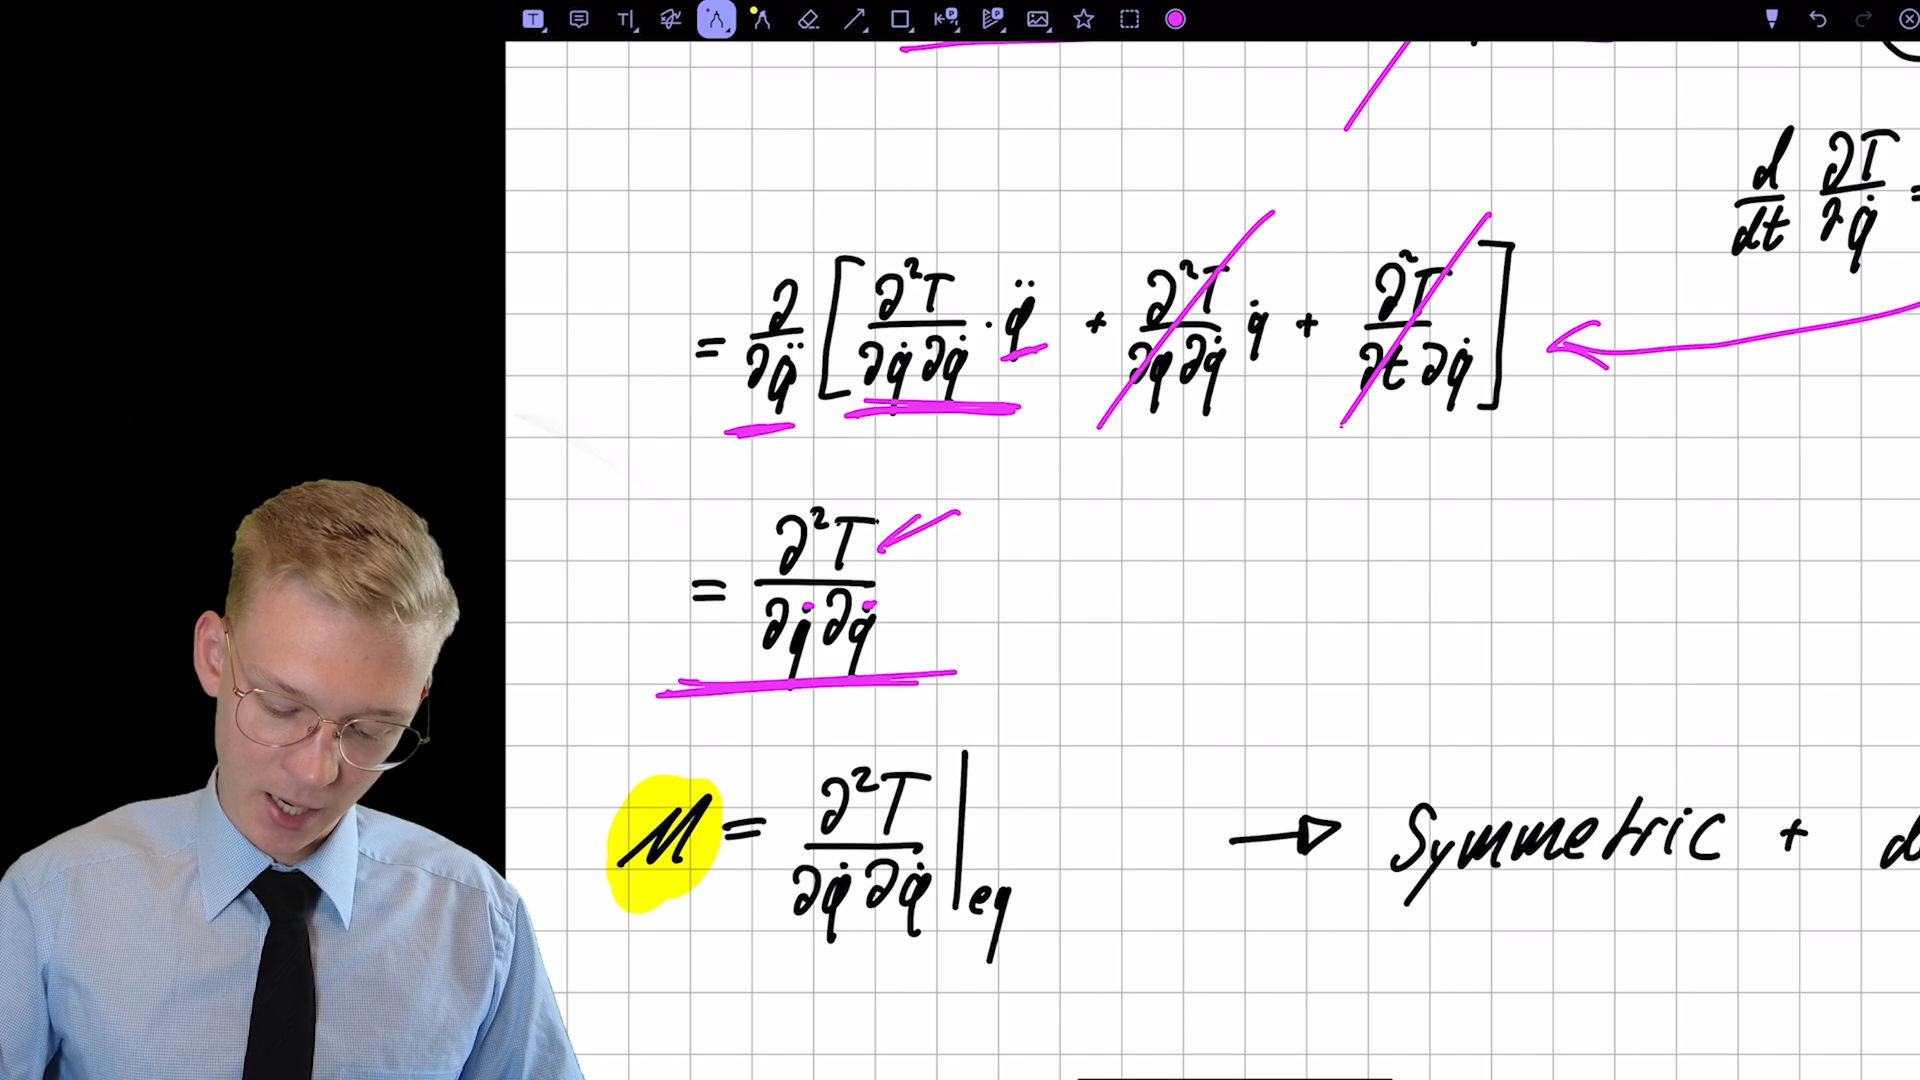 d/dt ∂T/∂q̇ =
= ∂/∂q̈ [ ∂²T/∂q̇∂q̇ · q̈ + ∂²T/∂q∂q̇ q̇ + ∂²T/∂t∂q̇ ]
= ∂²T/∂q̇∂q̇
M = ∂²T/∂q̇∂q̇ |eq → Symmetric + d